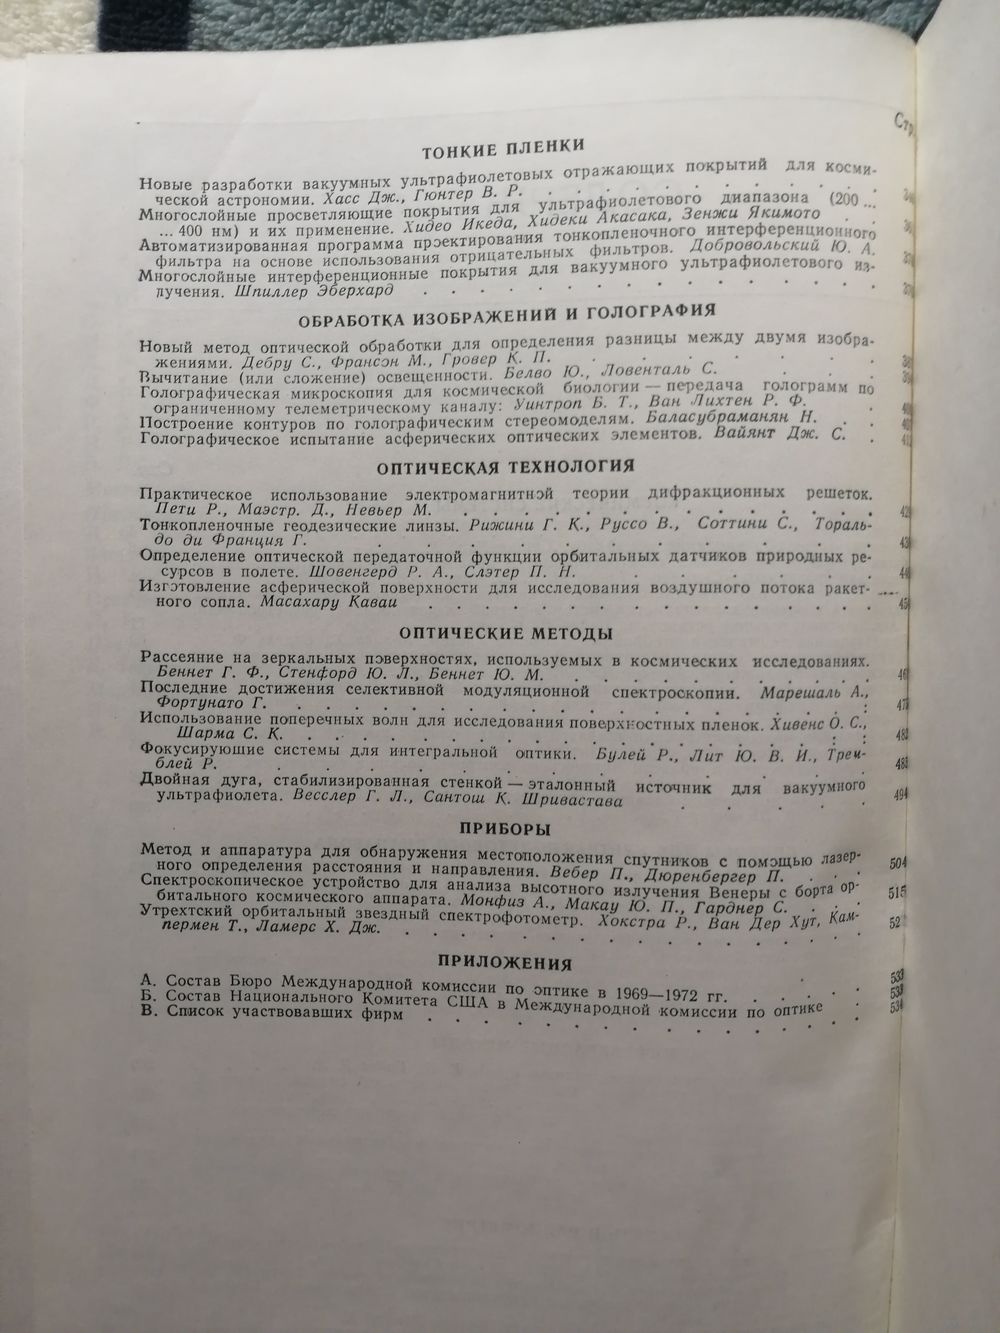 Стр.
ТОНКИЕ ПЛЕНКИ
Новые разработки вакуумных ультрафиолетовых отражающих покрытий для косми-
ческой астрономии. Хасс Дж., Гюнтер В. Р.
Многослойные просветляющие покрытия для ультрафиолетового диапазона (200 ...
... 400 нм) и их применение. Хидео Икеда, Хидеки Акасака, Зенжи Якимото
Автоматизированная программа проектирования тонкопленочного интерференционного
фильтра на основе использования отрицательных фильтров. Добровольский Ю. А.
Многослойные интерференционные покрытия для вакуумного ультрафиолетового из-
лучения. Шпиллер Эберхард
ОБРАБОТКА ИЗОБРАЖЕНИЙ И ГОЛОГРАФИЯ
Новый метод оптической обработки для определения разницы между двумя изобра-
жениями. Дебру С., Франсэн М., Гровер К. П.
Вычитание (или сложение) освещенности. Белво Ю., Ловенталь С.
Голографическая микроскопия для космической биологии — передача голограмм по
ограниченному телеметрическому каналу: Уинтроп Б. Т., Ван Лихтен Р. Ф.
Построение контуров по голографическим стереомоделям. Баласубраманян Н.
Голографическое испытание асферических оптических элементов. Вайянт Дж. С.
ОПТИЧЕСКАЯ ТЕХНОЛОГИЯ
Практическое использование электромагнитной теории дифракционных решеток.
Пети Р., Маэстр. Д., Невьер М.
Тонкопленочные геодезические линзы. Рижини Г. К., Руссо В., Соттини С., Тораль-
до ди Франция Г.
Определение оптической передаточной функции орбитальных датчиков природных ре-
сурсов в полете. Шовенгерд Р. А., Слэтер П. Н.
Изготовление асферической поверхности для исследования воздушного потока ракет-
ного сопла. Масахару Каваи
ОПТИЧЕСКИЕ МЕТОДЫ
Рассеяние на зеркальных поверхностях, используемых в космических исследованиях.
Беннет Г. Ф., Стенфорд Ю. Л., Беннет Ю. М.
Последние достижения селективной модуляционной спектроскопии. Марешаль А.,
Фортунато Г.
Использование поперечных волн для исследования поверхностных пленок. Хивенс О. С.,
Шарма С. К.
Фокусирующие системы для интегральной оптики. Булей Р., Лит Ю. В. И., Трем-
блей Р.
Двойная дуга, стабилизированная стенкой — эталонный источник для вакуумного
ультрафиолета. Весслер Г. Л., Сантош К. Шривастава 494
ПРИБОРЫ
Метод и аппаратура для обнаружения местоположения спутников с помощью лазер-
ного определения расстояния и направления. Вебер П., Дюренбергер П. 504
Спектроскопическое устройство для анализа высотного излучения Венеры с борта ор-
битального космического аппарата. Монфиз А., Макау Ю. П., Гарднер С. 515
Утрехтский орбитальный звездный спектрофотометр. Хокстра Р., Ван Дер Хут, Кам-
пермен Т., Ламерс Х. Дж.
ПРИЛОЖЕНИЯ
А. Состав Бюро Международной комиссии по оптике в 1969—1972 гг. 533
Б. Состав Национального Комитета США в Международной комиссии по оптике 533
В. Список участвовавших фирм 534